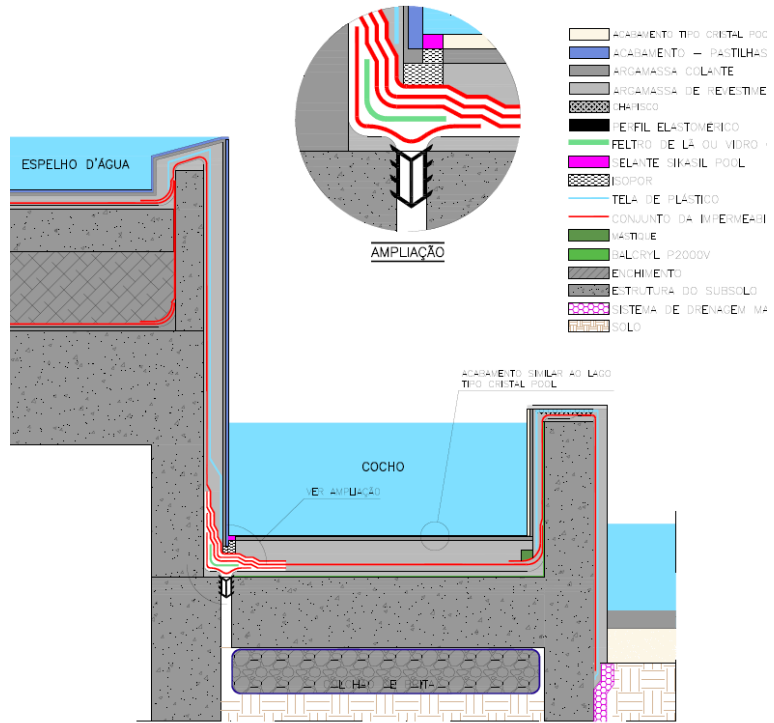 ACABAMENTO TIPO CRISTAL POO
ACABAMENTO – PASTILHAS
ARGAMASSA COLANTE
ARGAMASSA DE REVESTIME
CHAPISCO
PERFIL ELASTOMÉRICO
FELTRO DE LÃ OU VIDRO
SELANTE SIKASIL POOL
ISOPOR
TELA DE PLÁSTICO
CONJUNTO DA IMPERMEABI
MÁSTIQUE
BALCRYL P2000V
ENCHIMENTO
ESTRUTURA DO SUBSOLO
SISTEMA DE DRENAGEM MA
SOLO
ESPELHO D'ÁGUA
AMPLIAÇÃO
ACABAMENTO SIMILAR AO LAGO
TIPO CRISTAL POOL
COCHO
VER AMPLIAÇÃO